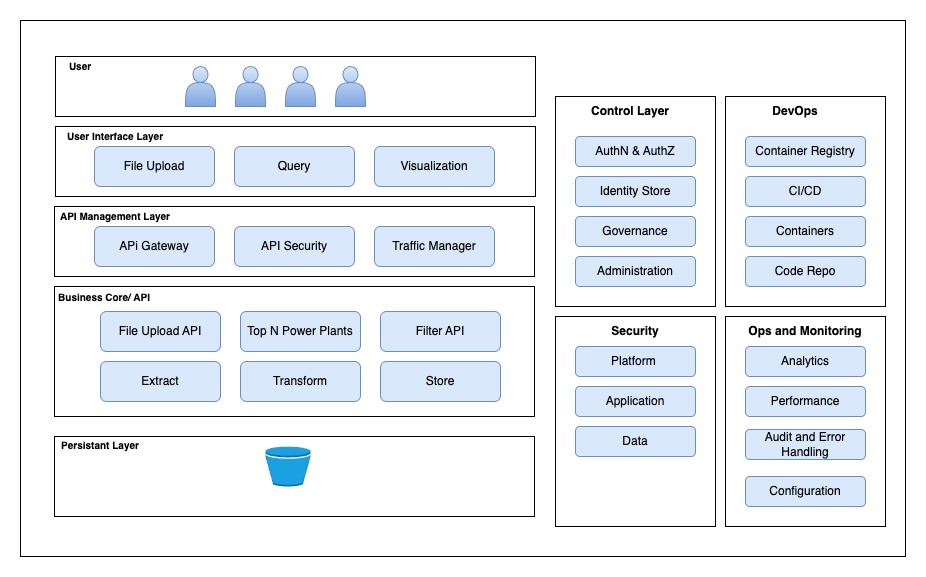 User
User Interface Layer
File Upload
Query
Visualization
API Management Layer
APi Gateway
API Security
Traffic Manager
Business Core/ API
File Upload API
Top N Power Plants
Filter API
Extract
Transform
Store
Persistant Layer
Control Layer
AuthN & AuthZ
Identity Store
Governance
Administration
DevOps
Container Registry
CI/CD
Containers
Code Repo
Security
Platform
Application
Data
Ops and Monitoring
Analytics
Performance
Audit and Error
Handling
Configuration